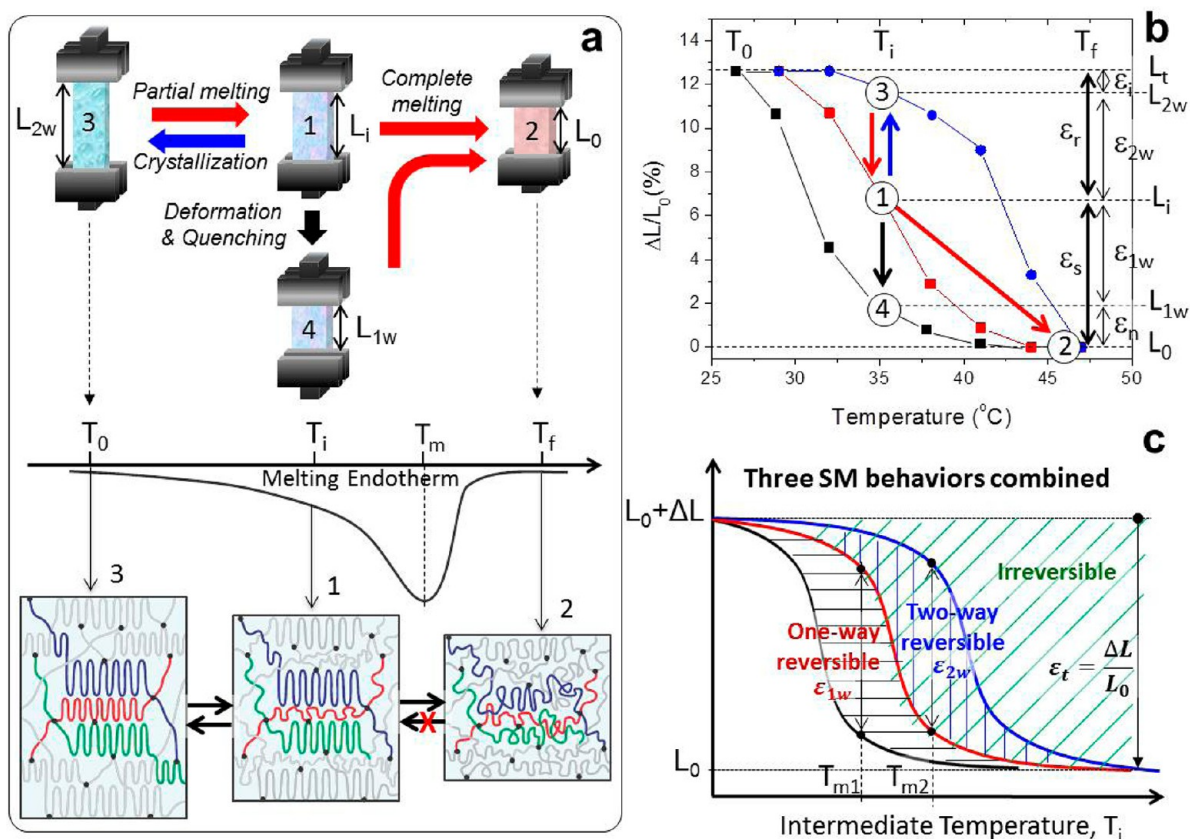 a
3
L2w
Partial melting
Crystallization
1
Li
Complete
melting
2
L0
Deformation
& Quenching
4
L1w
T0
Ti
Tm
Tf
Melting Endotherm
3
1
2
X
b
T0
Ti
Tf
14
12
10
8
6
4
2
0
ΔL/L0(%)
25
30
35
40
45
50
Temperature (°C)
3
1
4
2
εr
εs
εi
ε2w
ε1w
εn
Lt
L2w
Li
L1w
L0
c
Three SM behaviors combined
L0+ΔL
L0
Irreversible
One-way
reversible
ε1w
Two-way
reversible
ε2w
εt = ΔL/L0
Tm1
Tm2
Intermediate Temperature, Ti